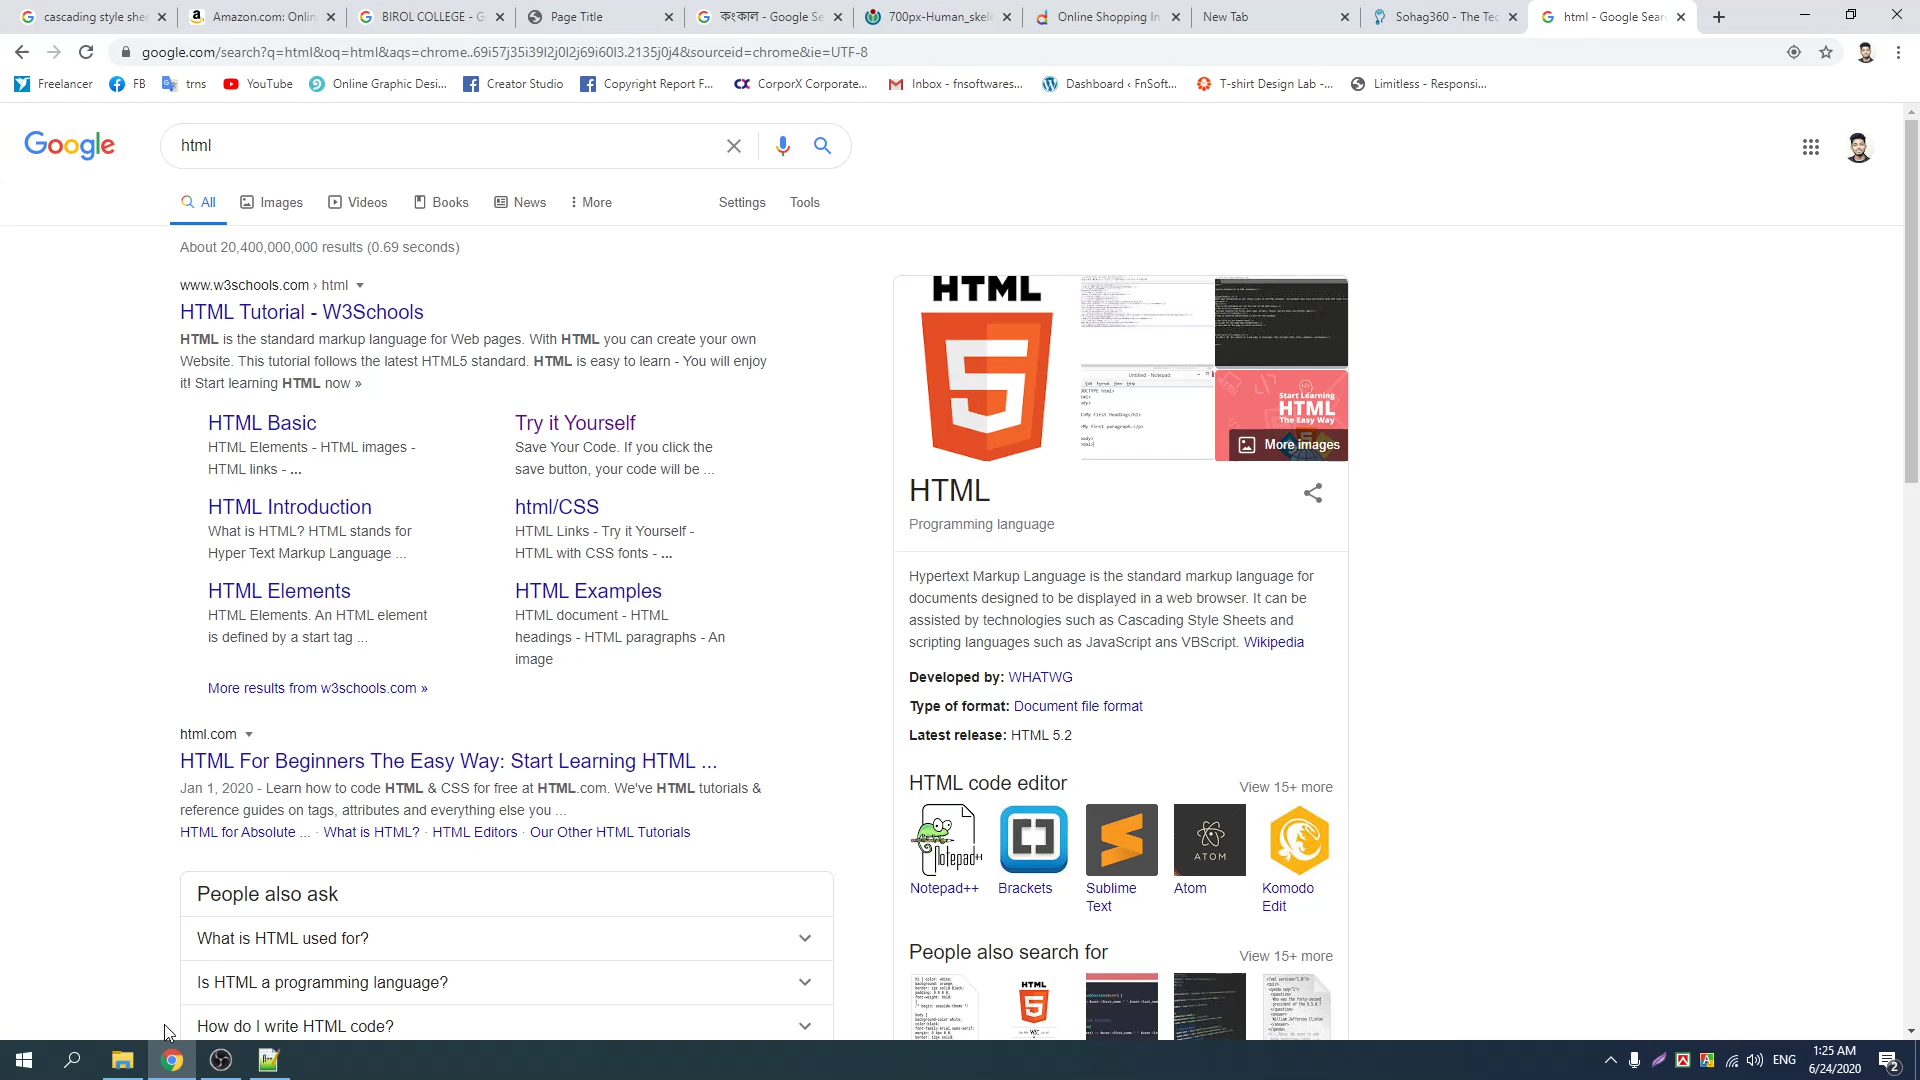 cascading style shee
Amazon.com: Onlin
BIROL COLLEGE - G
Page Title
কংকাল - Google Se
700px-Human_skele
Online Shopping In
New Tab
Sohag360 - The Tec
html - Google Sear
google.com/search?q=html&oq=html&aqs=chrome..69i57j35i39l2j0l2j69i60l3.2135j0j4&sourceid=chrome&ie=UTF-8
Freelancer
FB
trns
YouTube
Online Graphic Desi...
Creator Studio
Copyright Report F...
CX CorporX Corporate...
Inbox - fnsoftwares...
Dashboard ‹ FnSoft...
T-shirt Design Lab -...
Limitless - Responsi...
Google
html
All
Images
Videos
Books
News
More
Settings
Tools
About 20,400,000,000 results (0.69 seconds)
www.w3schools.com › html
HTML Tutorial - W3Schools
HTML is the standard markup language for Web pages. With HTML you can create your own
Website. This tutorial follows the latest HTML5 standard. HTML is easy to learn - You will enjoy
it! Start learning HTML now »
HTML Basic
HTML Elements - HTML images -
HTML links - ...
Try it Yourself
Save Your Code. If you click the
save button, your code will be ...
HTML Introduction
What is HTML? HTML stands for
Hyper Text Markup Language ...
html/CSS
HTML Links - Try it Yourself -
HTML with CSS fonts - ...
HTML Elements
HTML Elements. An HTML element
is defined by a start tag ...
HTML Examples
HTML document - HTML
headings - HTML paragraphs - An
image
More results from w3schools.com »
html.com
HTML For Beginners The Easy Way: Start Learning HTML ...
Jan 1, 2020 - Learn how to code HTML & CSS for free at HTML.com. We've HTML tutorials &
reference guides on tags, attributes and everything else you ...
HTML for Absolute ... · What is HTML? · HTML Editors · Our Other HTML Tutorials
People also ask
What is HTML used for?
Is HTML a programming language?
How do I write HTML code?
HTML
5
Untitled - Notepad
Start Learning
HTML
The Easy Way
More images
HTML
Programming language
Hypertext Markup Language is the standard markup language for
documents designed to be displayed in a web browser. It can be
assisted by technologies such as Cascading Style Sheets and
scripting languages such as JavaScript ans VBScript. Wikipedia
Developed by: WHATWG
Type of format: Document file format
Latest release: HTML 5.2
HTML code editor
View 15+ more
Notepad++
ATOM
Notepad++
Brackets
Sublime
Text
Atom
Komodo
Edit
People also search for
View 15+ more
HTML
5
ENG
1:25 AM
6/24/2020
2